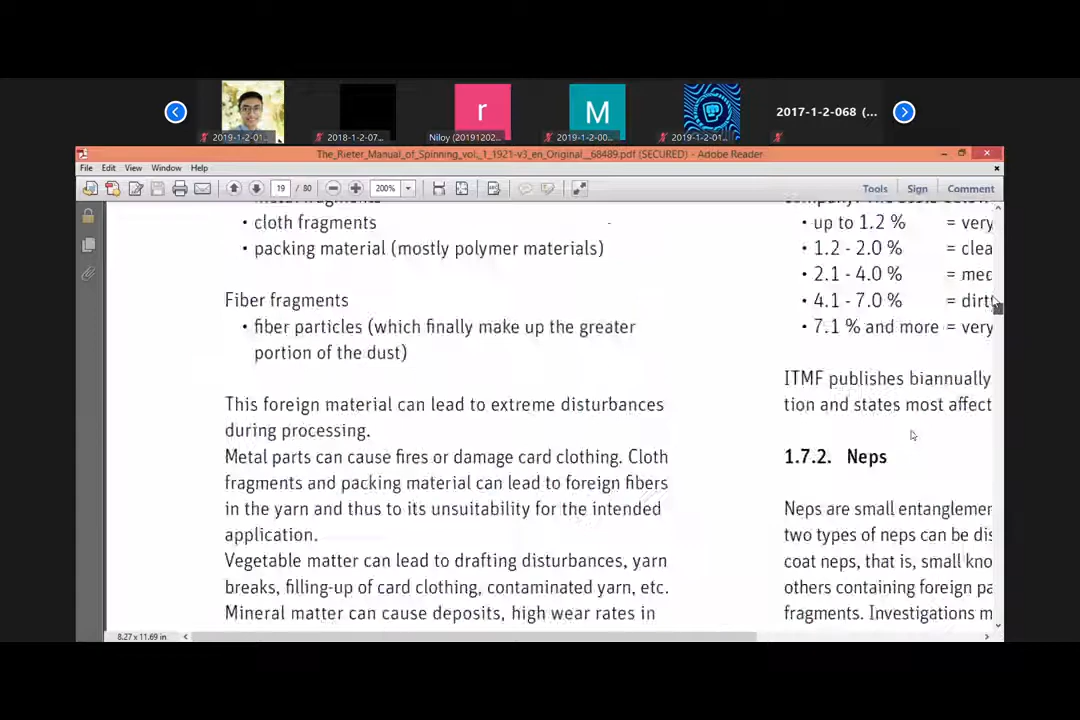 2019-1-2-01...
2018-1-2-07...
r
Niloy (20191202...
M
2019-1-2-00...
2019-1-2-01...
2017-1-2-068 (...
The_Rieter_Manual_of_Spinning_vol._1_1921-v3_en_Original_68489.pdf (SECURED) - Adobe Reader
File Edit View Window Help
19 / 80 200% Tools Sign Comment
• cloth fragments
• packing material (mostly polymer materials)
Fiber fragments
• fiber particles (which finally make up the greater
portion of the dust)
This foreign material can lead to extreme disturbances
during processing.
Metal parts can cause fires or damage card clothing. Cloth
fragments and packing material can lead to foreign fibers
in the yarn and thus to its unsuitability for the intended
application.
Vegetable matter can lead to drafting disturbances, yarn
breaks, filling-up of card clothing, contaminated yarn, etc.
Mineral matter can cause deposits, high wear rates in
• up to 1.2 % = very
• 1.2 - 2.0 % = clea
• 2.1 - 4.0 % = med
• 4.1 - 7.0 % = dirt
• 7.1 % and more = very
ITMF publishes biannually
tion and states most affect
1.7.2. Neps
Neps are small entanglemen
two types of neps can be dis
coat neps, that is, small kno
others containing foreign pa
fragments. Investigations m
8.27 x 11.69 in